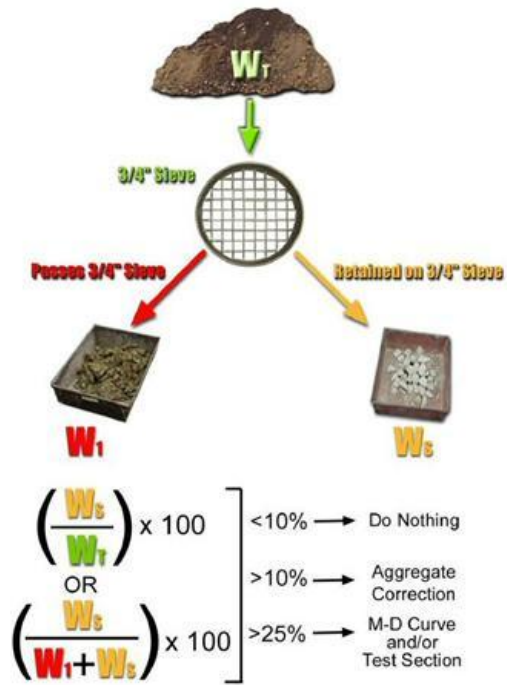 WT
3/4" Sieve
Passes 3/4" Sieve
Retained on 3/4" Sieve
W1
WS
(WS/WT) x 100
<10% → Do Nothing
OR
>10% → Aggregate
Correction
(WS/W1+WS) x 100
>25% → M-D Curve
and/or
Test Section